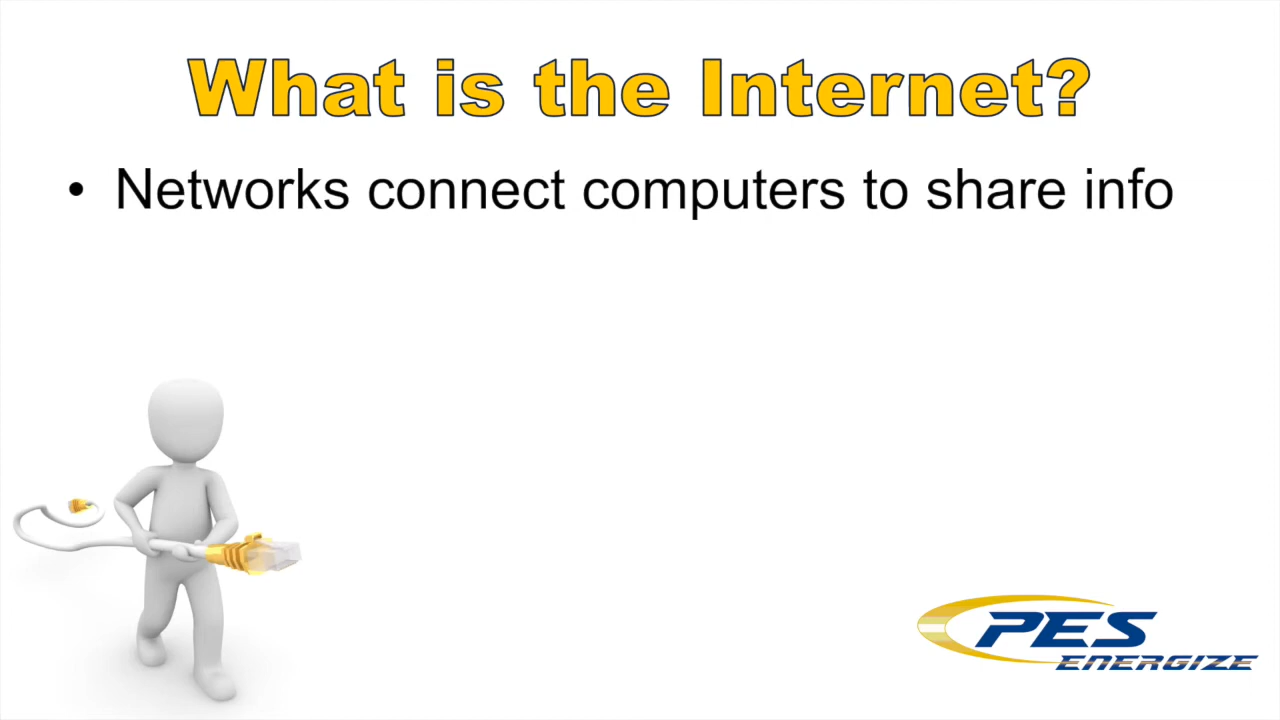 What is the Internet?
• Networks connect computers to share info
PES
ENERGIZE